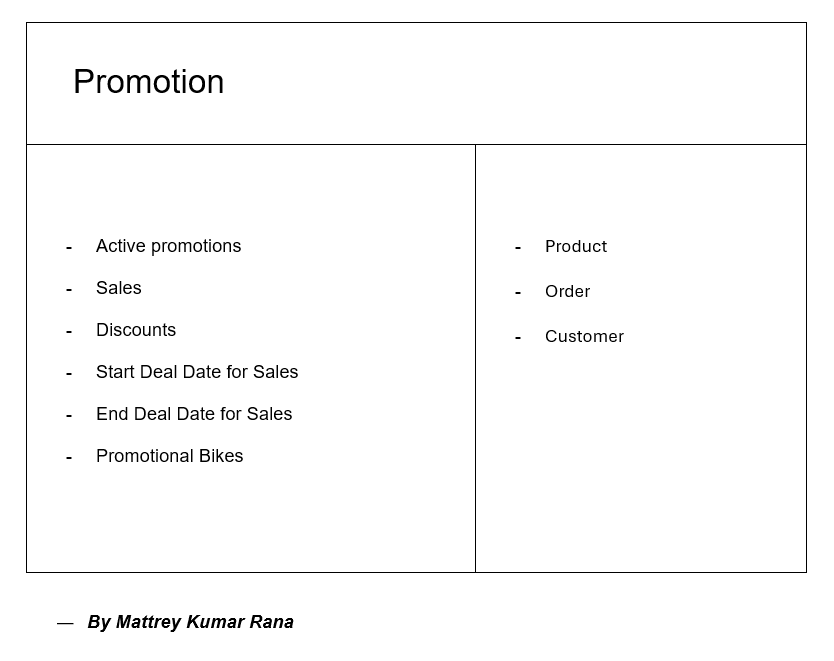 Promotion
- Active promotions
- Sales
- Discounts
- Start Deal Date for Sales
- End Deal Date for Sales
- Promotional Bikes
- Product
- Order
- Customer
— By Mattrey Kumar Rana